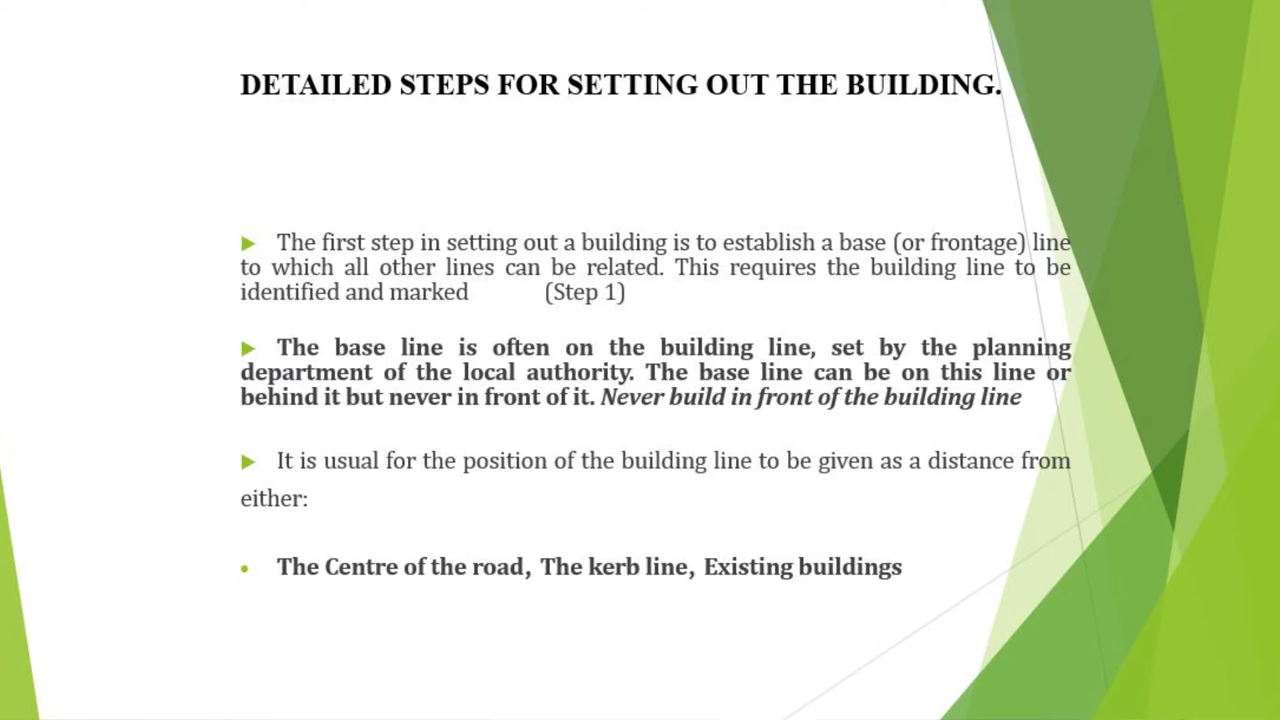 DETAILED STEPS FOR SETTING OUT THE BUILDING.
The first step in setting out a building is to establish a base (or frontage) line
to which all other lines can be related. This requires the building line to be
identified and marked (Step 1)
The base line is often on the building line, set by the planning
department of the local authority. The base line can be on this line or
behind it but never in front of it. Never build in front of the building line
It is usual for the position of the building line to be given as a distance from
either:
The Centre of the road, The kerb line, Existing buildings